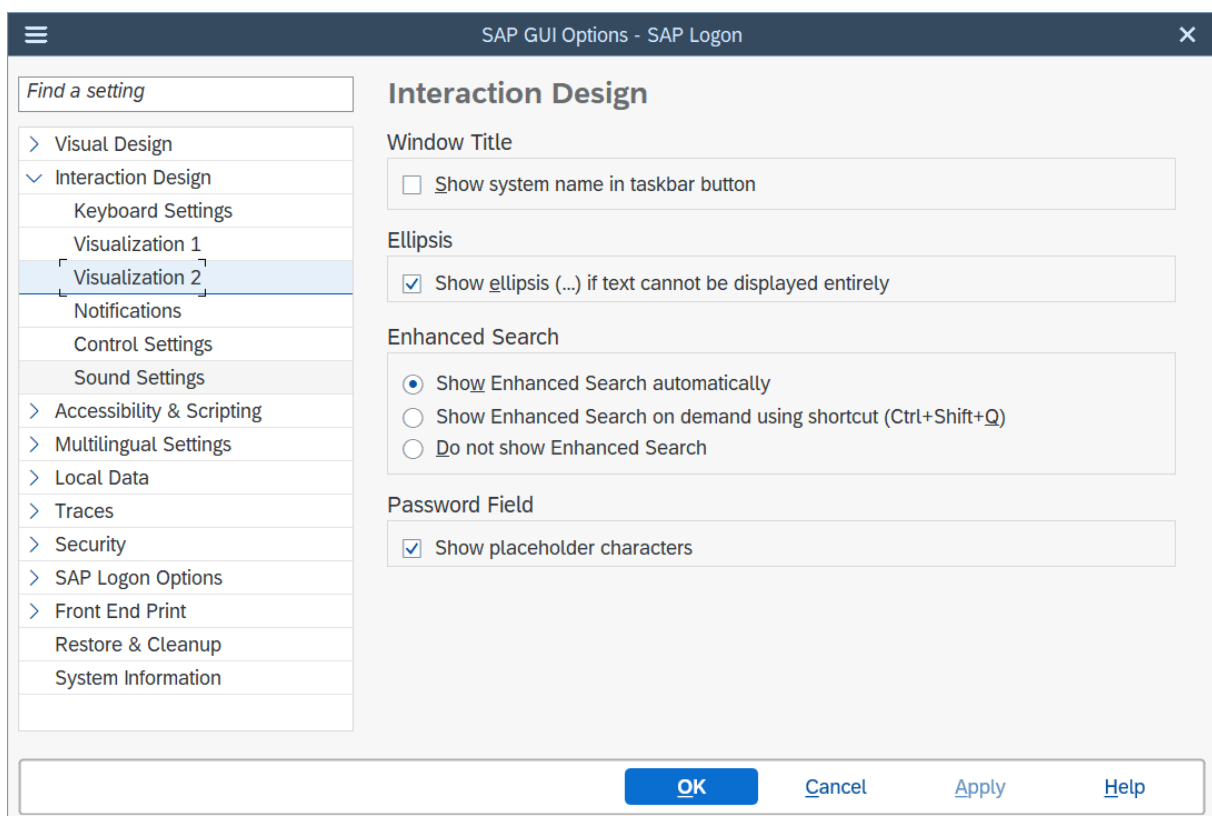 SAP GUI Options - SAP Logon
Find a setting
Visual Design
Interaction Design
Keyboard Settings
Visualization 1
Visualization 2
Notifications
Control Settings
Sound Settings
Accessibility & Scripting
Multilingual Settings
Local Data
Traces
Security
SAP Logon Options
Front End Print
Restore & Cleanup
System Information
Interaction Design
Window Title
Show system name in taskbar button
Ellipsis
Show ellipsis (...) if text cannot be displayed entirely
Enhanced Search
Show Enhanced Search automatically
Show Enhanced Search on demand using shortcut (Ctrl+Shift+Q)
Do not show Enhanced Search
Password Field
Show placeholder characters
OK
Cancel
Apply
Help